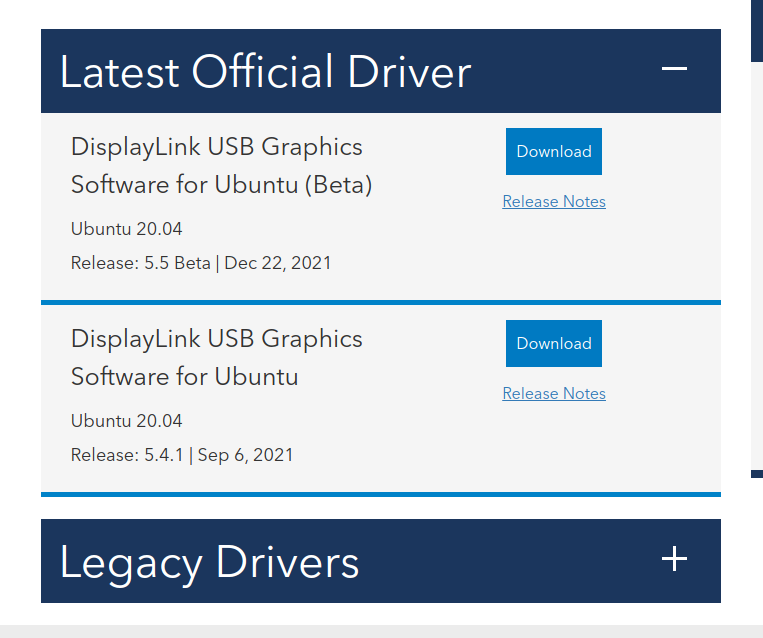 Latest Official Driver
DisplayLink USB Graphics
Software for Ubuntu (Beta)
Download
Release Notes
Ubuntu 20.04
Release: 5.5 Beta | Dec 22, 2021
DisplayLink USB Graphics
Software for Ubuntu
Download
Release Notes
Ubuntu 20.04
Release: 5.4.1 | Sep 6, 2021
Legacy Drivers